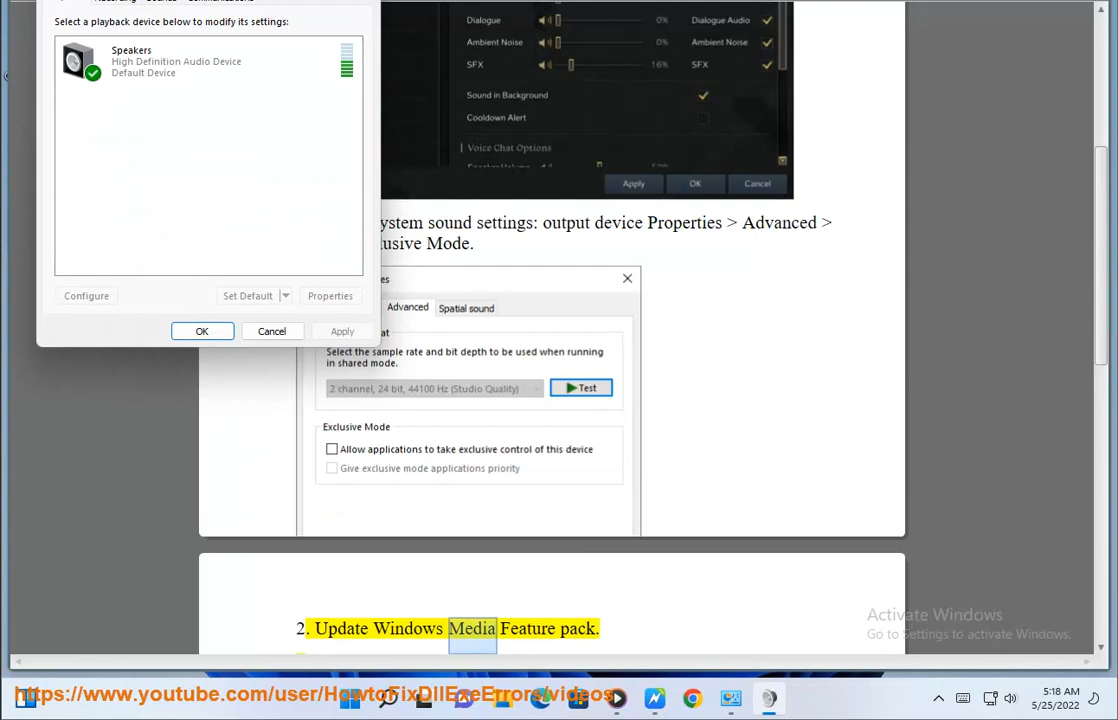 Select a playback device below to modify its settings:
Speakers
High Definition Audio Device
Default Device
Configure
Set Default
Properties
OK
Cancel
Apply
Dialogue 0% Dialogue Audio
Ambient Noise 0% Ambient Noise
SFX 16% SFX
Sound in Background
Cooldown Alert
Voice Chat Options
Apply
OK
Cancel
ystem sound settings: output device Properties > Advanced >
lusive Mode.
es
Advanced
Spatial sound
at
Select the sample rate and bit depth to be used when running
in shared mode.
2 channel, 24 bit, 44100 Hz (Studio Quality)
Test
Exclusive Mode
Allow applications to take exclusive control of this device
Give exclusive mode applications priority
2. Update Windows Media Feature pack.
Activate Windows
Go to Settings to activate Windows.
https://www.youtube.com/user/HowtoFixDllExeErrors/videos
5:18 AM
5/25/2022